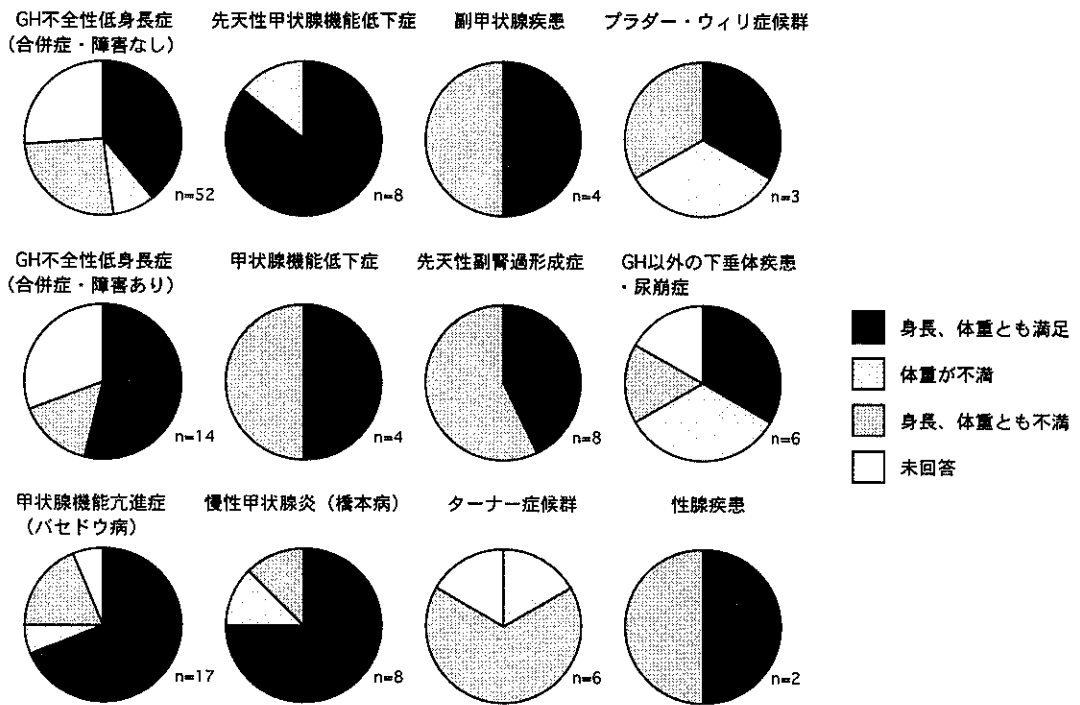 GH不全性低身長症
(合併症・障害なし)
n=52
先天性甲状腺機能低下症
n=8
副甲状腺疾患
n=4
プラダー・ウィリ症候群
n=3
GH不全性低身長症
(合併症・障害あり)
n=14
甲状腺機能低下症
n=4
先天性副腎過形成症
n=8
GH以外の下垂体疾患
・尿崩症
n=6
身長、体重とも満足
体重が不満
身長、体重とも不満
未回答
甲状腺機能亢進症
(バセドウ病)
n=17
慢性甲状腺炎(橋本病)
n=8
ターナー症候群
n=6
性腺疾患
n=2